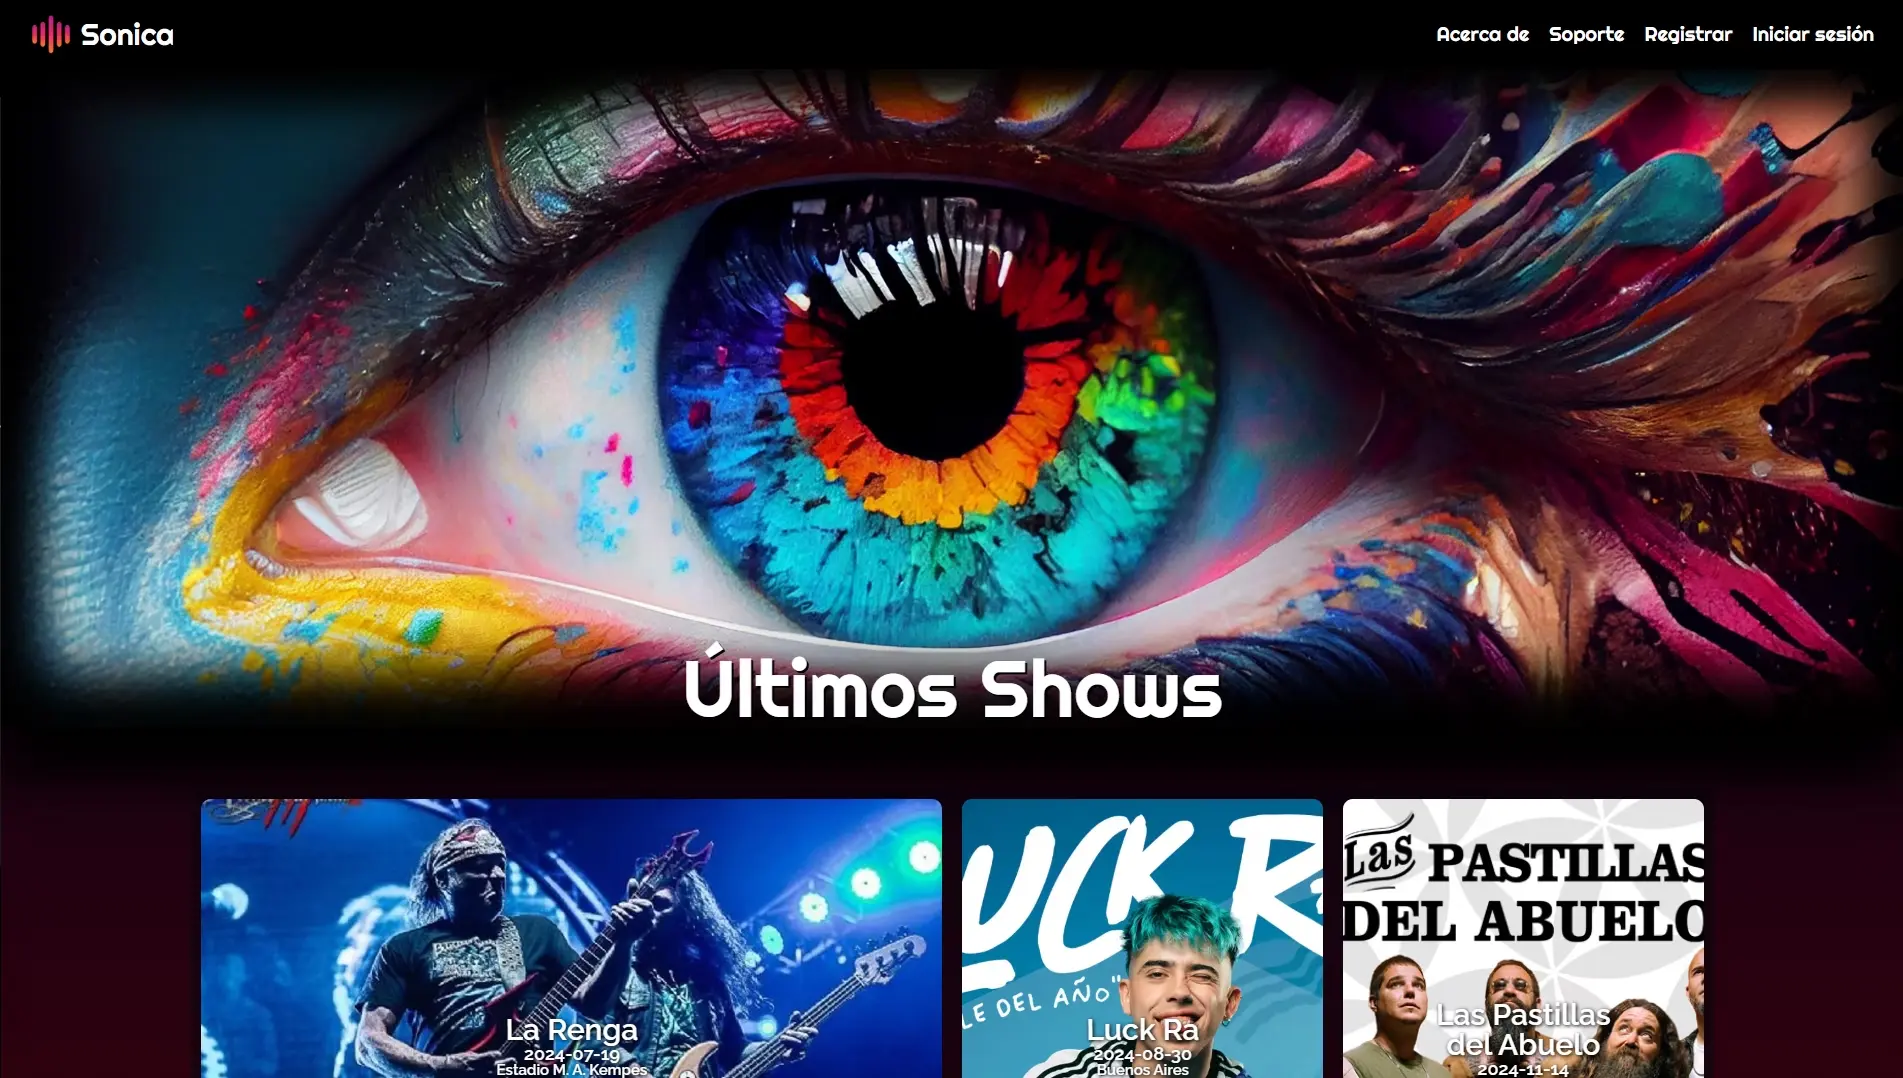 Sonica
Acerca de
Soporte
Registrar
Iniciar sesión
Últimos Shows
La Renga
2024-07-19
Estadio M. A. Kempes
LE DEL AÑO"
Luck Ra
2024-08-30
Buenos Aires
Las
PASTILLAS
DEL ABUELO
Las Pastillas
del Abuelo
2024-11-14